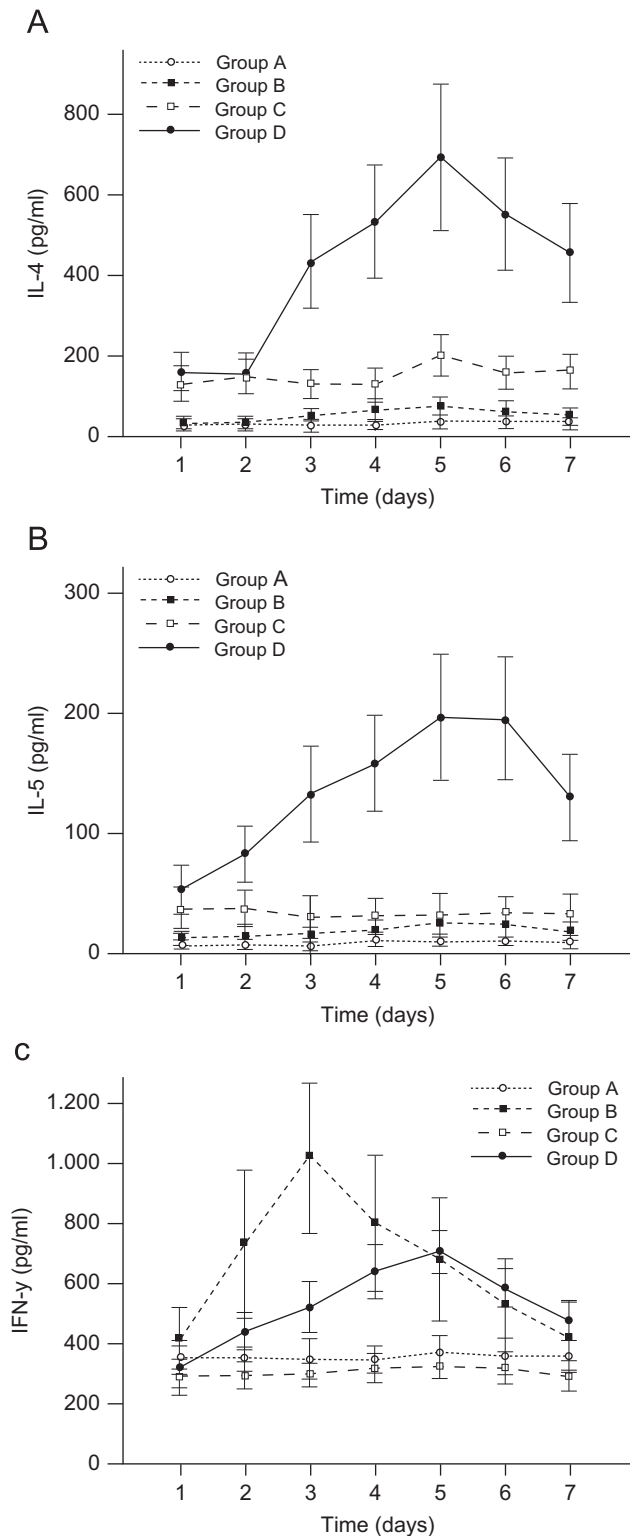 A
Group A
Group B
Group C
Group D
800
600
400
200
0
IL-4 (pg/ml)
1 2 3 4 5 6 7
Time (days)
B
Group A
Group B
Group C
Group D
300
200
100
0
IL-5 (pg/ml)
1 2 3 4 5 6 7
Time (days)
c
Group A
Group B
Group C
Group D
1.200
1.000
800
600
400
200
0
IFN-y (pg/ml)
1 2 3 4 5 6 7
Time (days)